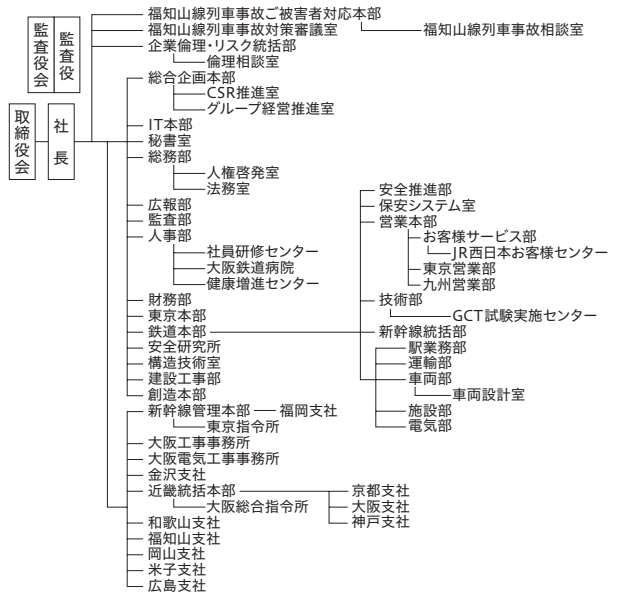 監査役会
監査役
取締役会
社長
福知山線列車事故ご被害者対応本部
福知山線列車事故対策審議室
福知山線列車事故相談室
企業倫理・リスク統括部
倫理相談室
総合企画本部
CSR推進室
グループ経営推進室
IT本部
秘書室
総務部
人権啓発室
法務室
広報部
監査部
人事部
社員研修センター
大阪鉄道病院
健康増進センター
財務部
東京本部
鉄道本部
安全推進部
保安システム室
営業本部
お客様サービス部
JR西日本お客様センター
東京営業部
九州営業部
技術部
GCT試験実施センター
新幹線統括部
駅業務部
運輸部
車両部
車両設計室
施設部
電気部
安全研究所
構造技術室
建設工事部
創造本部
新幹線管理本部
福岡支社
東京指令所
大阪工事事務所
大阪電気工事事務所
金沢支社
近畿統括本部
大阪総合指令所
京都支社
大阪支社
神戸支社
和歌山支社
福知山支社
岡山支社
米子支社
広島支社